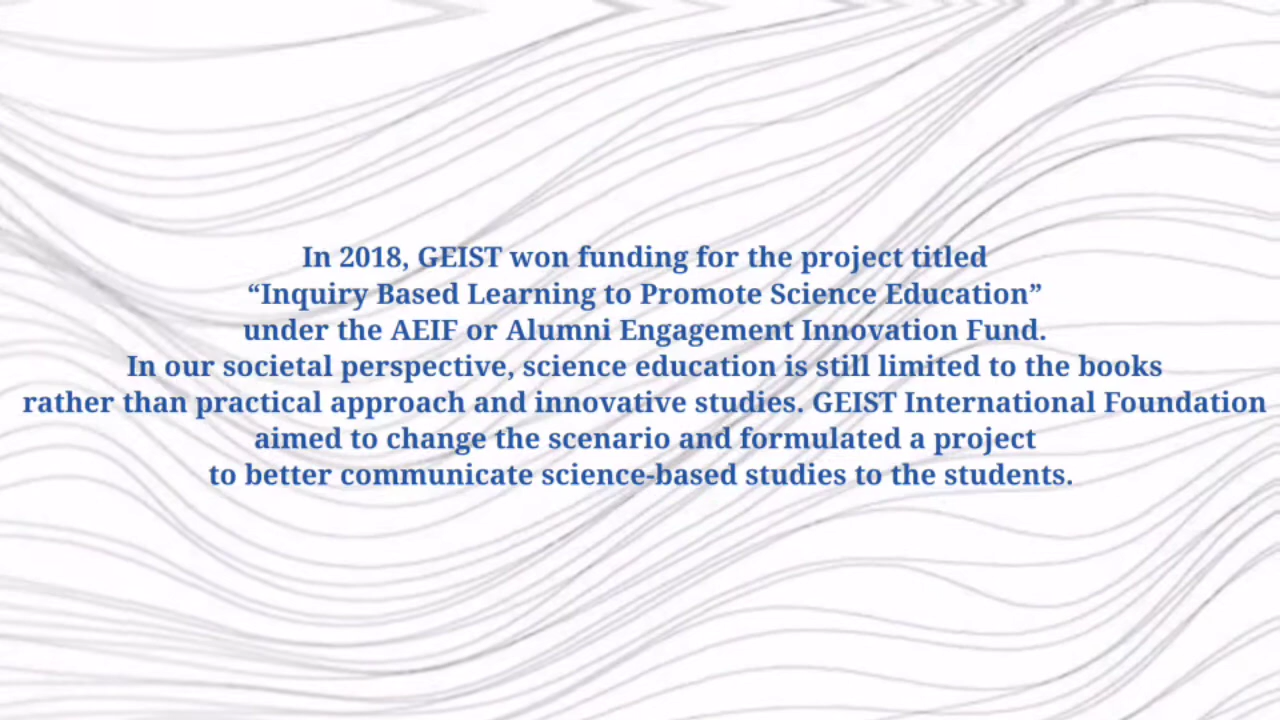 In 2018, GEIST won funding for the project titled
“Inquiry Based Learning to Promote Science Education”
under the AEIF or Alumni Engagement Innovation Fund.
In our societal perspective, science education is still limited to the books
rather than practical approach and innovative studies. GEIST International Foundation
aimed to change the scenario and formulated a project
to better communicate science-based studies to the students.